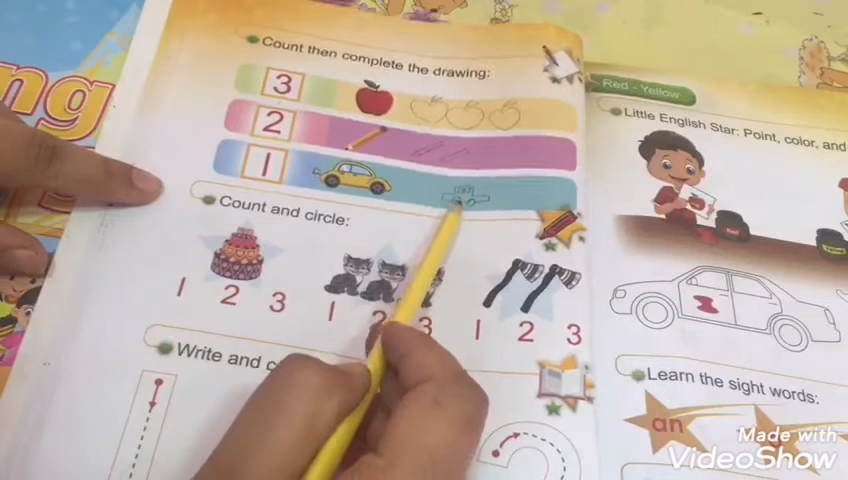 ng
Count then complete the drawing:
3
2
1
Count and circle:
1 2 3
1 2 3
1 2 3
Write and
Red - Yellow
Little English Star: Point, color, and
Learn the sight words:
an
Made with
VideoShow